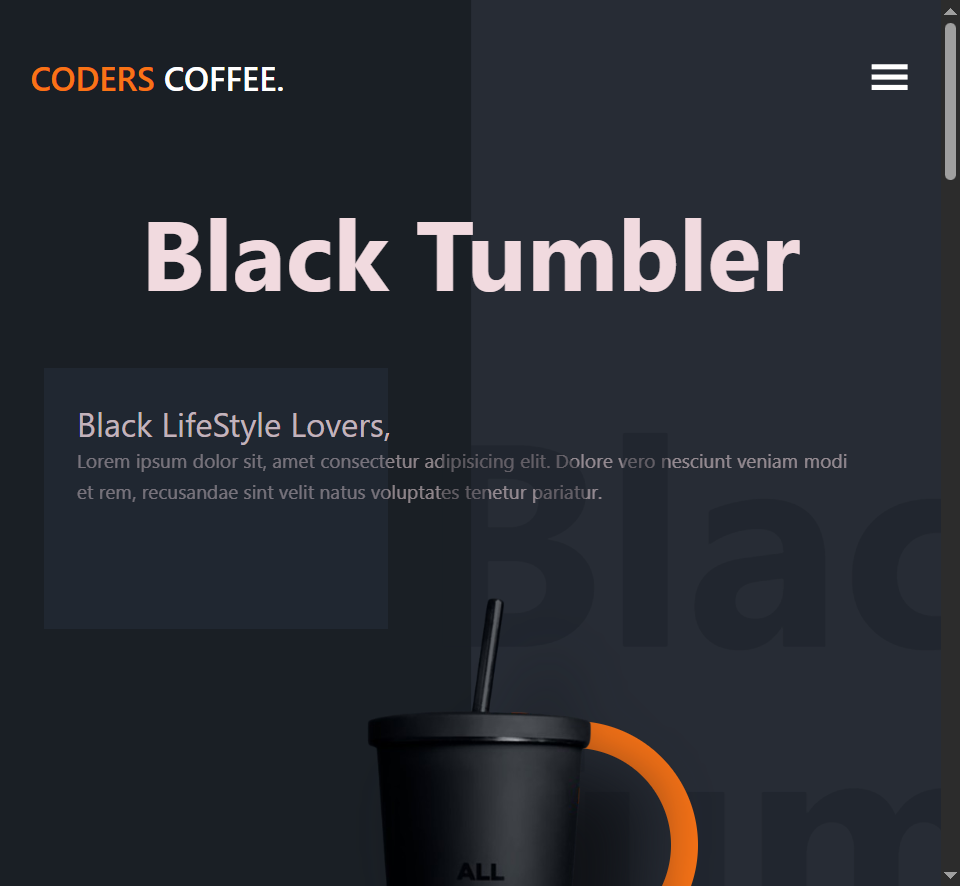 CODERS COFFEE.
Black Tumbler
Black LifeStyle Lovers,
Lorem ipsum dolor sit, amet consectetur adipisicing elit. Dolore vero nesciunt veniam modi
et rem, recusandae sint velit natus voluptates tenetur pariatur.
Blac
um
ALL